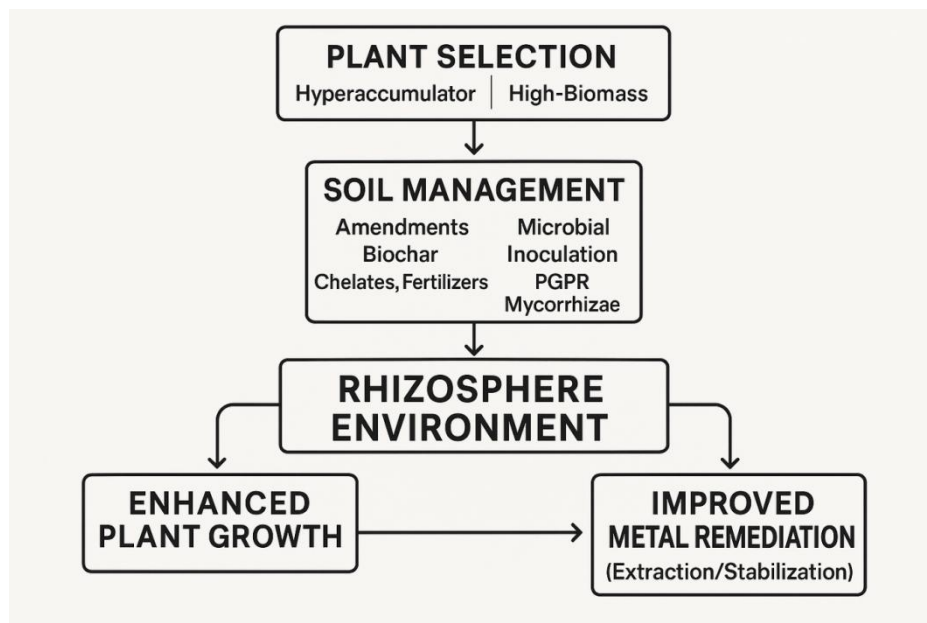 PLANT SELECTION
Hyperaccumulator | High-Biomass
SOIL MANAGEMENT
Amendments
Biochar
Chelates, Fertilizers
Microbial
Inoculation
PGPR
Mycorrhizae
RHIZOSPHERE
ENVIRONMENT
ENHANCED
PLANT GROWTH
IMPROVED
METAL REMEDIATION
(Extraction/Stabilization)